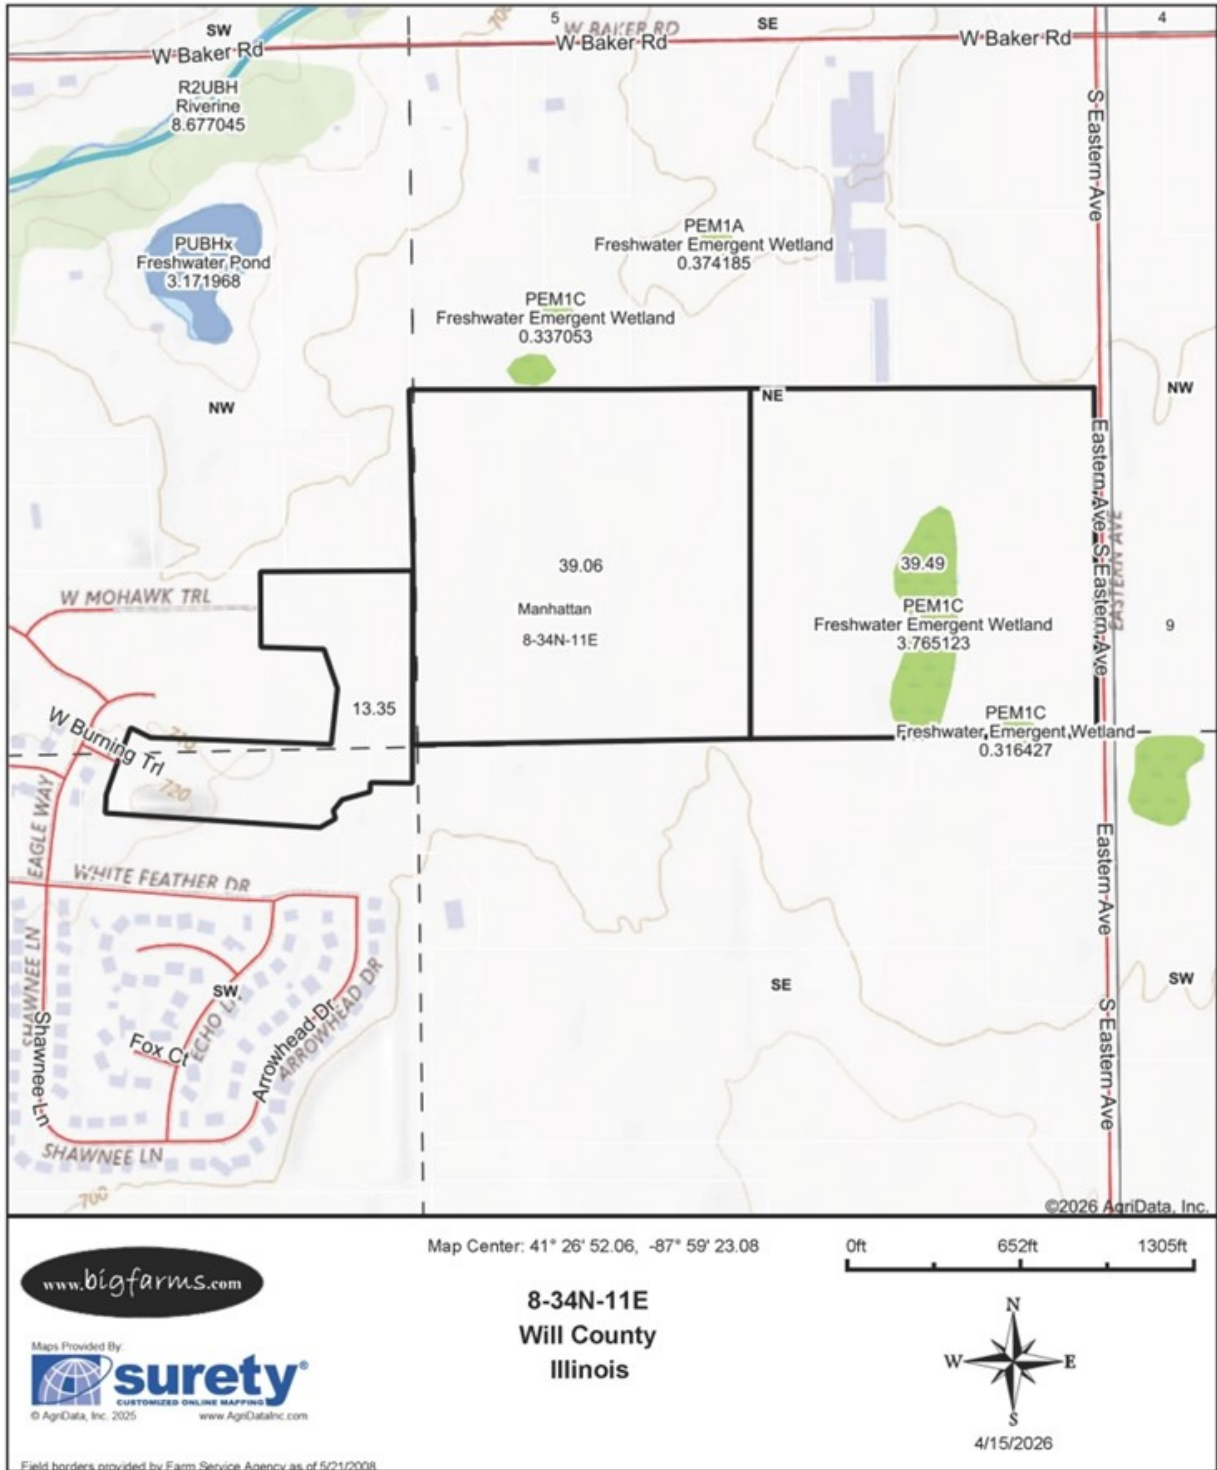 5
4
SW
SE
W BAKER RD
W Baker Rd
W Baker Rd
W Baker Rd
700
R2UBH
Riverine
8.677045
S-Eastern-Ave
PEM1A
Freshwater Emergent Wetland
0.374185
PUBHx
Freshwater Pond
3.171968
PEM1C
Freshwater Emergent Wetland
0.337053
NW
NE
NW
Eastern-Ave
S-Eastern-Ave
EASTERN AVE
39.06
39.49
Manhattan
8-34N-11E
PEM1C
Freshwater Emergent Wetland
3.765123
9
W MOHAWK TRL
13.35
PEM1C
Freshwater Emergent Wetland
0.316427
W Burning Trl
710
720
EAGLE WAY
WHITE FEATHER DR
Eastern-Ave
SHAWNEE LN
Shawnee-Ln
SW
ECHO LN
Fox Ct
Arrowhead-Dr
ARROWHEAD DR
SE
SW
S-Eastern-Ave
SHAWNEE LN
700
©2026 AgriData, Inc.
www.bigfarms.com
Map Center: 41° 26' 52.06, -87° 59' 23.08
0ft 652ft 1305ft
8-34N-11E
Will County
Illinois
N
W E
S
4/15/2026
Maps Provided By:
surety®
CUSTOMIZED ONLINE MAPPING
© AgriData, Inc. 2025 www.AgriDataInc.com
Field borders provided by Farm Service Agency as of 5/21/2008.